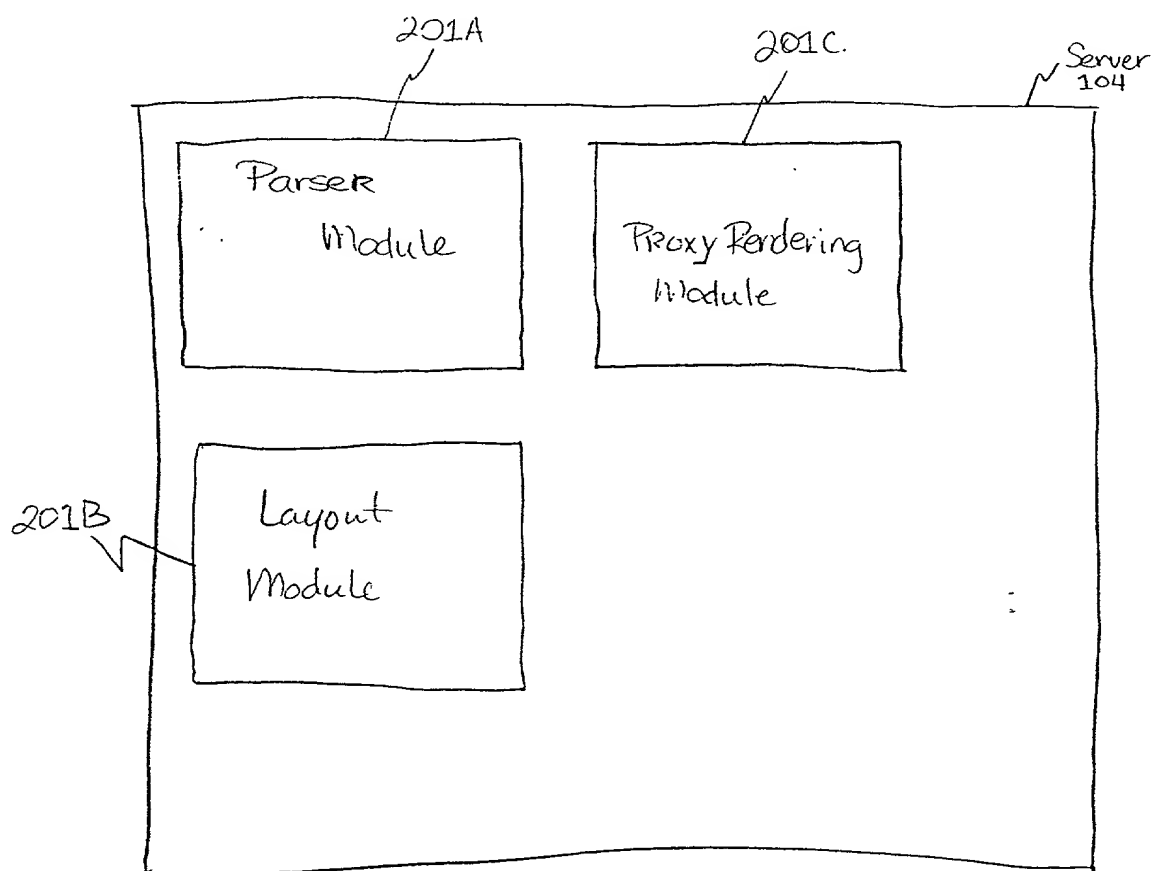 201A
201C.
Server
104
Parser
Module
Proxy Rendering
Module
201B
Layout
Module